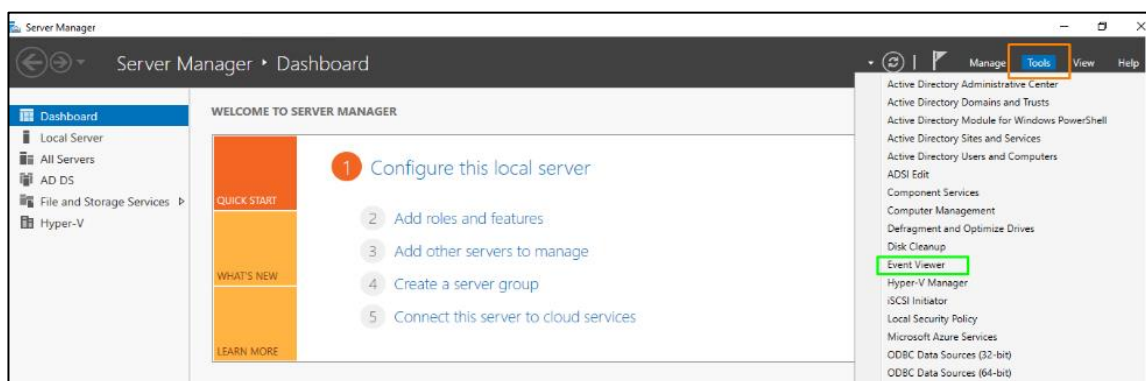 Server Manager
Server Manager • Dashboard
Manage Tools View Help
Dashboard
Local Server
All Servers
AD DS
File and Storage Services
Hyper-V
WELCOME TO SERVER MANAGER
QUICK START
WHAT'S NEW
LEARN MORE
1 Configure this local server
2 Add roles and features
3 Add other servers to manage
4 Create a server group
5 Connect this server to cloud services
Active Directory Administrative Center
Active Directory Domains and Trusts
Active Directory Module for Windows PowerShell
Active Directory Sites and Services
Active Directory Users and Computers
ADSI Edit
Component Services
Computer Management
Defragment and Optimize Drives
Disk Cleanup
Event Viewer
Hyper-V Manager
iSCSI Initiator
Local Security Policy
Microsoft Azure Services
ODBC Data Sources (32-bit)
ODBC Data Sources (64-bit)